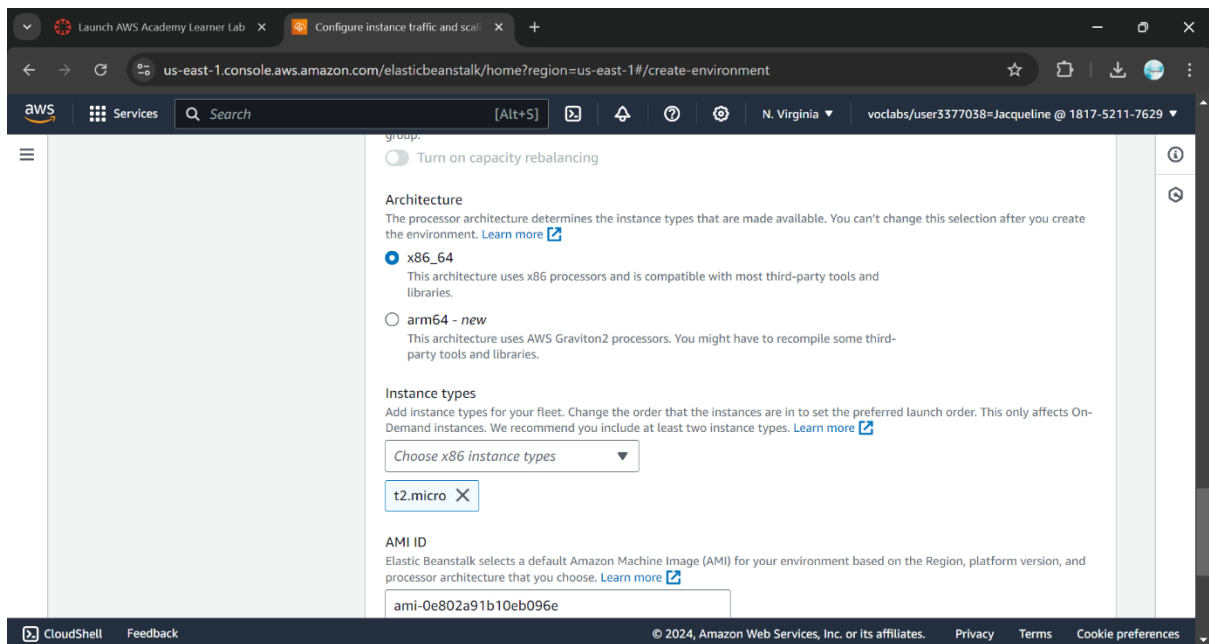 Launch AWS Academy Learner Lab
Configure instance traffic and scali
us-east-1.console.aws.amazon.com/elasticbeanstalk/home?region=us-east-1#/create-environment
aws
Services
Search
[Alt+S]
N. Virginia
voclabs/user3377038=Jacqueline @ 1817-5211-7629
group.
Turn on capacity rebalancing
Architecture
The processor architecture determines the instance types that are made available. You can't change this selection after you create
the environment. Learn more
x86_64
This architecture uses x86 processors and is compatible with most third-party tools and
libraries.
arm64 - new
This architecture uses AWS Graviton2 processors. You might have to recompile some third-
party tools and libraries.
Instance types
Add instance types for your fleet. Change the order that the instances are in to set the preferred launch order. This only affects On-
Demand instances. We recommend you include at least two instance types. Learn more
Choose x86 instance types
t2.micro
AMI ID
Elastic Beanstalk selects a default Amazon Machine Image (AMI) for your environment based on the Region, platform version, and
processor architecture that you choose. Learn more
ami-0e802a91b10eb096e
CloudShell
Feedback
© 2024, Amazon Web Services, Inc. or its affiliates.
Privacy
Terms
Cookie preferences